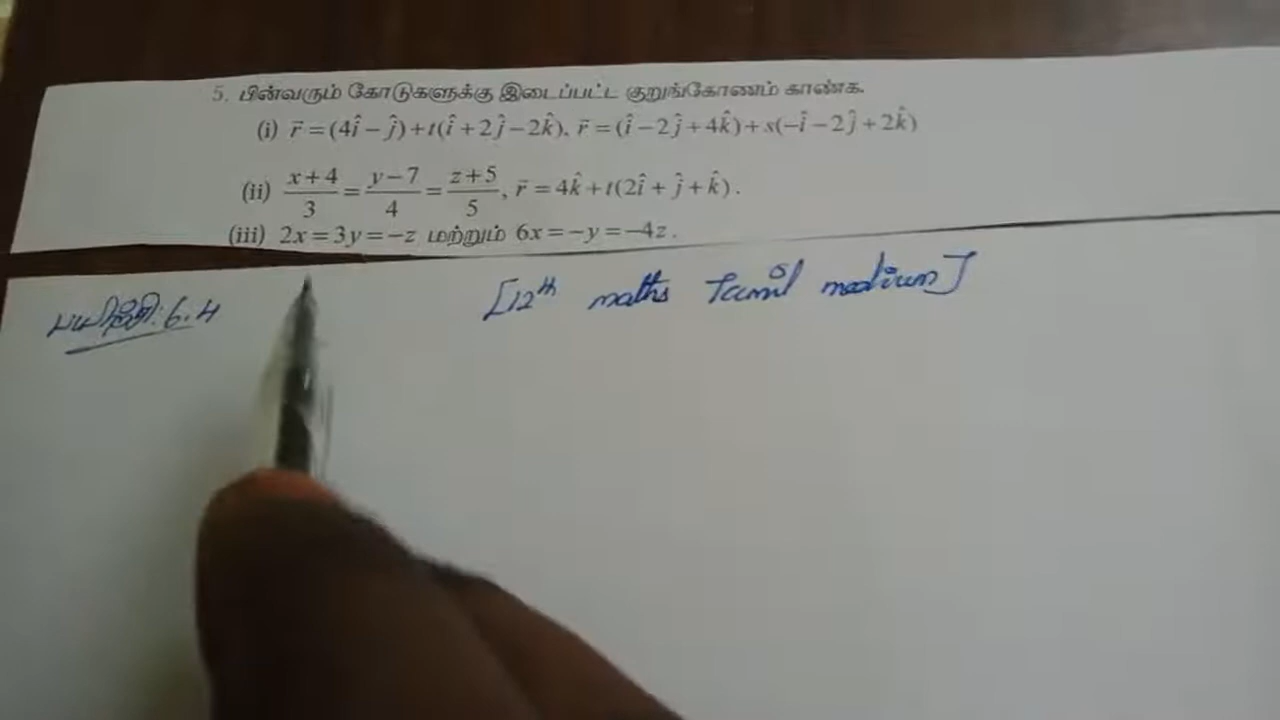 5. பின்வரும் கோடுகளுக்கு இடைப்பட்ட குறுங்கோணம் காண்க.
(i) r̄ = (4î − ĵ) + t(î + 2ĵ − 2k̂), r̄ = (î − 2ĵ + 4k̂) + s(−î − 2ĵ + 2k̂)
(ii) (x+4)/3 = (y−7)/4 = (z+5)/5, r̄ = 4k̂ + t(2î + ĵ + k̂).
(iii) 2x = 3y = −z மற்றும் 6x = −y = −4z.
[12th maths Tamil medium]
பயிற்சி: 6.4